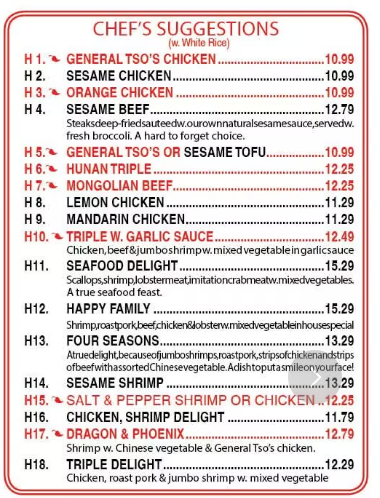 CHEF'S SUGGESTIONS
(w. White Rice)
H 1. GENERAL TSO'S CHICKEN ........................10.99
H 2. SESAME CHICKEN....................................10.99
H 3. ORANGE CHICKEN ...................................10.99
H 4. SESAME BEEF..........................................12.79
Steaksdeep-friedsauteedw.ourownnaturalsesamesauce,servedw.
fresh broccoli. A hard to forget choice.
H 5. GENERAL TSO'S OR SESAME TOFU..............10.99
H 6. HUNAN TRIPLE ........................................12.25
H 7. MONGOLIAN BEEF...................................12.25
H 8. LEMON CHICKEN .....................................11.29
H 9. MANDARIN CHICKEN.................................11.29
H10. TRIPLE W. GARLIC SAUCE..........................12.49
Chicken,beef&jumboshrimpw. mixedvegetableingarlicsauce
H11. SEAFOOD DELIGHT ..................................15.29
Scallops,shrimp,lobstermeat,imitationcrabmeatw.mixedvegetables.
A true seafood feast.
H12. HAPPY FAMILY ........................................15.29
Shrimp,roastpork,beef,chicken&lobsterw.mixedvegetableinhousespecial
H13. FOUR SEASONS........................................13.29
Atruedelight,becauseofjumboshrimps,roastpork,stripsofchickenandstrips
ofbeefwithassortedChinesevegetable.Adishtoputasmileonyourface!
H14. SESAME SHRIMP .....................................13.29
H15. SALT & PEPPER SHRIMP OR CHICKEN ..12.25
H16. CHICKEN, SHRIMP DELIGHT ......................11.79
H17. DRAGON & PHOENIX................................12.79
Shrimp w. Chinese vegetable & General Tso's chicken.
H18. TRIPLE DELIGHT......................................12.29
Chicken, roast pork & jumbo shrimp w. mixed vegetable